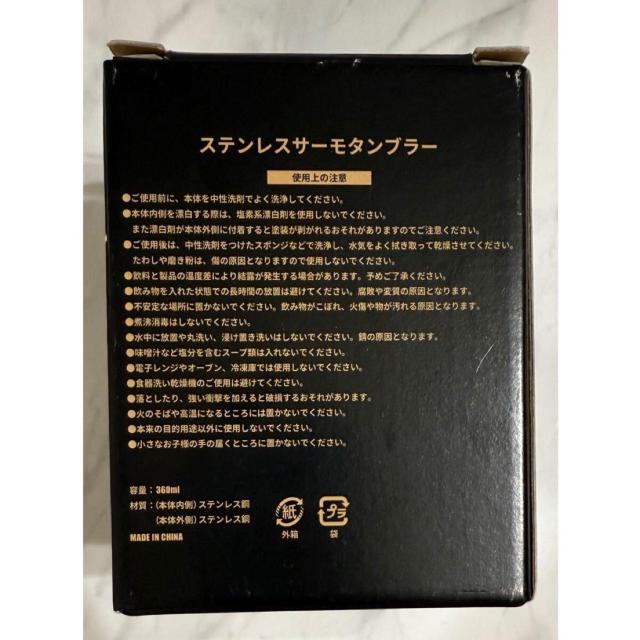 ステンレスサーモタンブラー
使用上の注意
●ご使用前に、本体を中性洗剤でよく洗浄してください。
●本体内側を漂白する際は、塩素系漂白剤を使用しないでください。
また漂白剤が本体外側に付着すると塗装が剥がれるおそれがありますのでご注意ください。
●ご使用後は、中性洗剤をつけたスポンジなどで洗浄し、水気をよく拭き取って乾燥させてください。
たわしや磨き粉は、傷の原因となりますので使用しないでください。
●飲料と製品の温度差により結露が発生する場合があります。予めご了承ください。
●飲み物を入れた状態での長時間の放置は避けてください。腐敗や変質の原因となります。
●不安定な場所に置かないでください。飲み物がこぼれ、火傷や物が汚れる原因となります。
●煮沸消毒はしないでください。
●水中に放置や丸洗い、浸け置き洗いはしないでください。錆の原因となります。
●味噌汁など塩分を含むスープ類は入れないでください。
●電子レンジやオーブン、冷凍庫では使用しないでください。
●食器洗い乾燥機のご使用は避けてください。
●落としたり、強い衝撃を加えると破損するおそれがあります。
●火のそばや高温になるところには置かないでください。
●本来の目的用途以外に使用しないでください。
●小さなお子様の手の届くところに置かないでください。
容量：360ml
材質：（本体内側）ステンレス鋼
（本体外側）ステンレス鋼
MADE IN CHINA
紙
外箱
プラ
袋